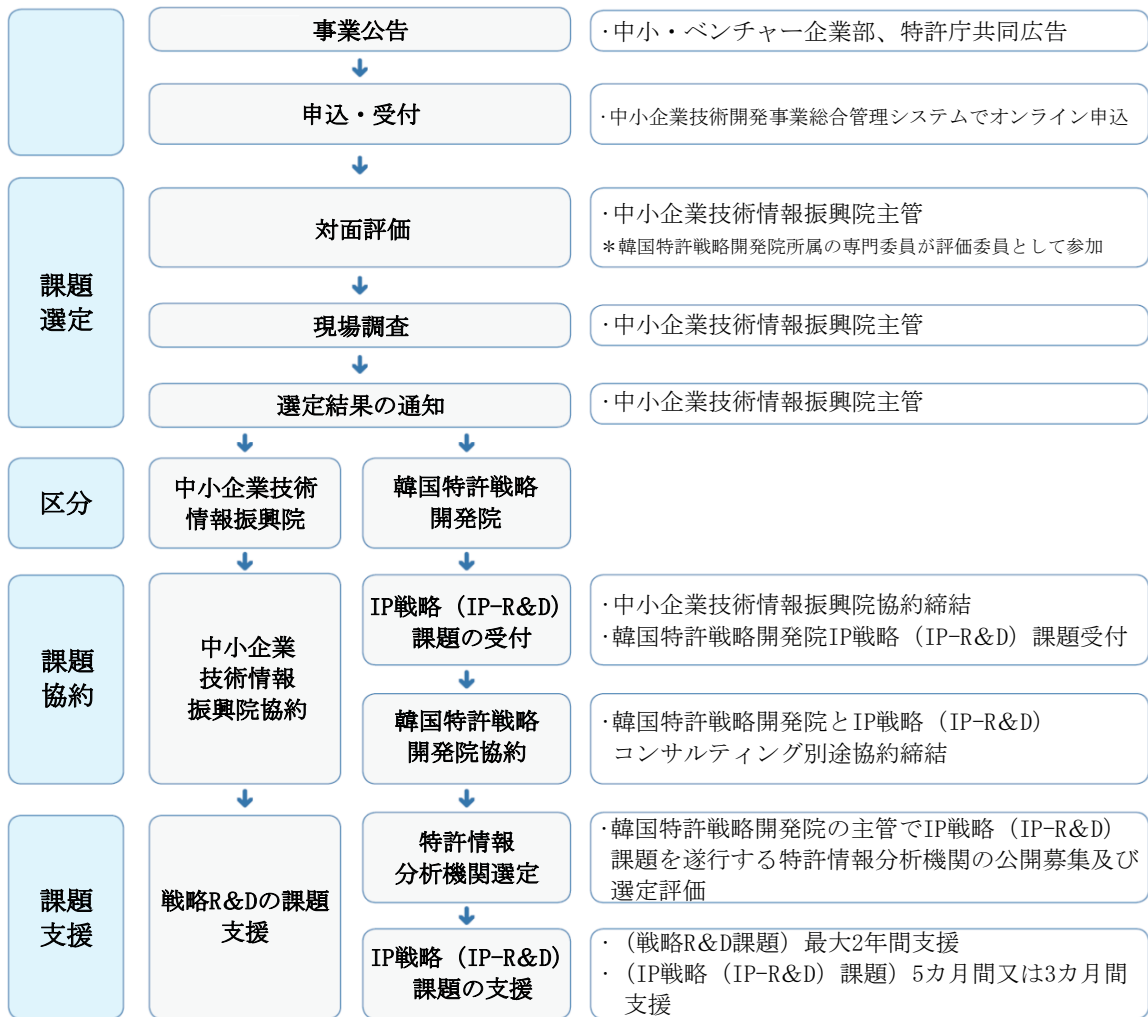 事業公告
・中小・ベンチャー企業部、特許庁共同広告
申込・受付
・中小企業技術開発事業総合管理システムでオンライン申込
課題
選定
対面評価
・中小企業技術情報振興院主管
＊韓国特許戦略開発院所属の専門委員が評価委員として参加
現場調査
・中小企業技術情報振興院主管
選定結果の通知
・中小企業技術情報振興院主管
区分
中小企業技術
情報振興院
韓国特許戦略
開発院
課題
協約
中小企業
技術情報
振興院協約
IP戦略（IP-R&D）
課題の受付
・中小企業技術情報振興院協約締結
・韓国特許戦略開発院IP戦略（IP-R&D）課題受付
韓国特許戦略
開発院協約
・韓国特許戦略開発院とIP戦略（IP-R&D）
コンサルティング別途協約締結
課題
支援
戦略R&Dの課題
支援
特許情報
分析機関選定
・韓国特許戦略開発院の主管でIP戦略（IP-R&D）
課題を遂行する特許情報分析機関の公開募集及び
選定評価
IP戦略（IP-R&D）
課題の支援
・（戦略R&D課題）最大2年間支援
・（IP戦略（IP-R&D）課題）5カ月間又は3カ月間
支援